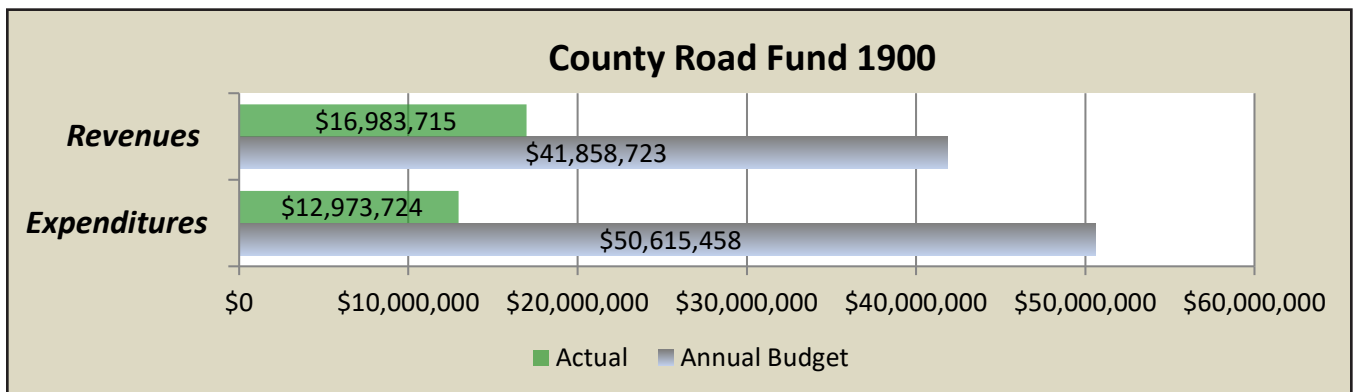 County Road Fund 1900
Revenues
$16,983,715
$41,858,723
Expenditures
$12,973,724
$50,615,458
$0 $10,000,000 $20,000,000 $30,000,000 $40,000,000 $50,000,000 $60,000,000
Actual Annual Budget